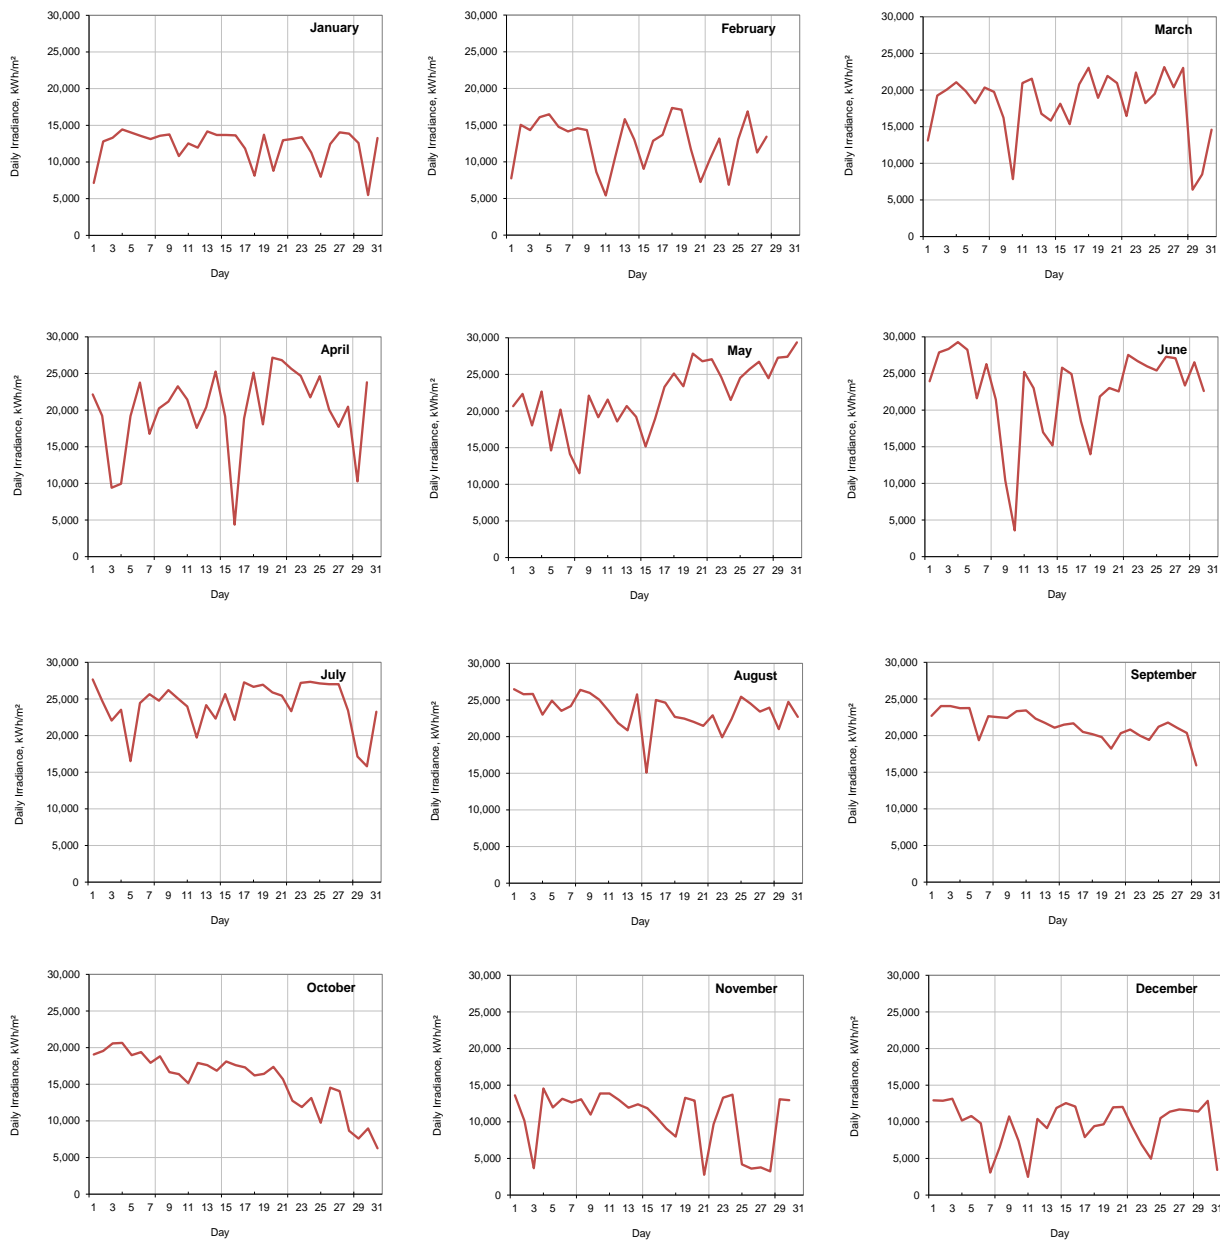 January
Daily Irradiance, kWh/m²
30,000
25,000
20,000
15,000
10,000
5,000
0
1 3 5 7 9 11 13 15 17 19 21 23 25 27 29 31
Day
February
Daily Irradiance, kWh/m²
30,000
25,000
20,000
15,000
10,000
5,000
0
1 3 5 7 9 11 13 15 17 19 21 23 25 27 29 31
Day
March
Daily Irradiance, kWh/m²
30,000
25,000
20,000
15,000
10,000
5,000
0
1 3 5 7 9 11 13 15 17 19 21 23 25 27 29 31
Day
April
Daily Irradiance, kWh/m²
30,000
25,000
20,000
15,000
10,000
5,000
0
1 3 5 7 9 11 13 15 17 19 21 23 25 27 29 31
Day
May
Daily Irradiance, kWh/m²
30,000
25,000
20,000
15,000
10,000
5,000
0
1 3 5 7 9 11 13 15 17 19 21 23 25 27 29 31
Day
June
Daily Irradiance, kWh/m²
30,000
25,000
20,000
15,000
10,000
5,000
0
1 3 5 7 9 11 13 15 17 19 21 23 25 27 29 31
Day
July
Daily Irradiance, kWh/m²
30,000
25,000
20,000
15,000
10,000
5,000
0
1 3 5 7 9 11 13 15 17 19 21 23 25 27 29 31
Day
August
Daily Irradiance, kWh/m²
30,000
25,000
20,000
15,000
10,000
5,000
0
1 3 5 7 9 11 13 15 17 19 21 23 25 27 29 31
Day
September
Daily Irradiance, kWh/m²
30,000
25,000
20,000
15,000
10,000
5,000
0
1 3 5 7 9 11 13 15 17 19 21 23 25 27 29 31
Day
October
Daily Irradiance, kWh/m²
30,000
25,000
20,000
15,000
10,000
5,000
0
1 3 5 7 9 11 13 15 17 19 21 23 25 27 29 31
Day
November
Daily Irradiance, kWh/m²
30,000
25,000
20,000
15,000
10,000
5,000
0
1 3 5 7 9 11 13 15 17 19 21 23 25 27 29 31
Day
December
Daily Irradiance, kWh/m²
30,000
25,000
20,000
15,000
10,000
5,000
0
1 3 5 7 9 11 13 15 17 19 21 23 25 27 29 31
Day